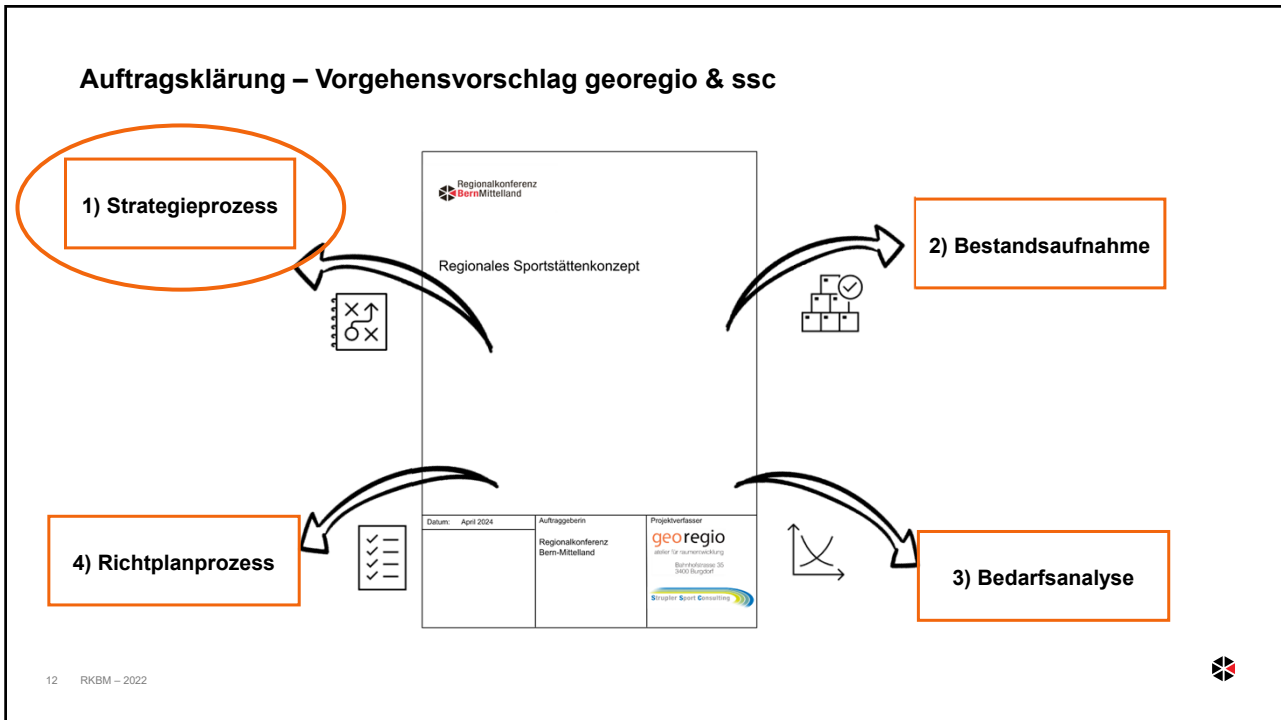 Auftragsklärung – Vorgehensvorschlag georegio & ssc
1) Strategieprozess
Regionalkonferenz
BernMittelland
Regionales Sportstättenkonzept
2) Bestandsaufnahme
4) Richtplanprozess
Datum: April 2024
Auftraggeberin
Regionalkonferenz
Bern-Mittelland
Projektverfasser
georegio
atelier für raumentwicklung
Bahnhofstrasse 35
3400 Burgdorf
Strupler Sport Consulting
3) Bedarfsanalyse
12 RKBM – 2022